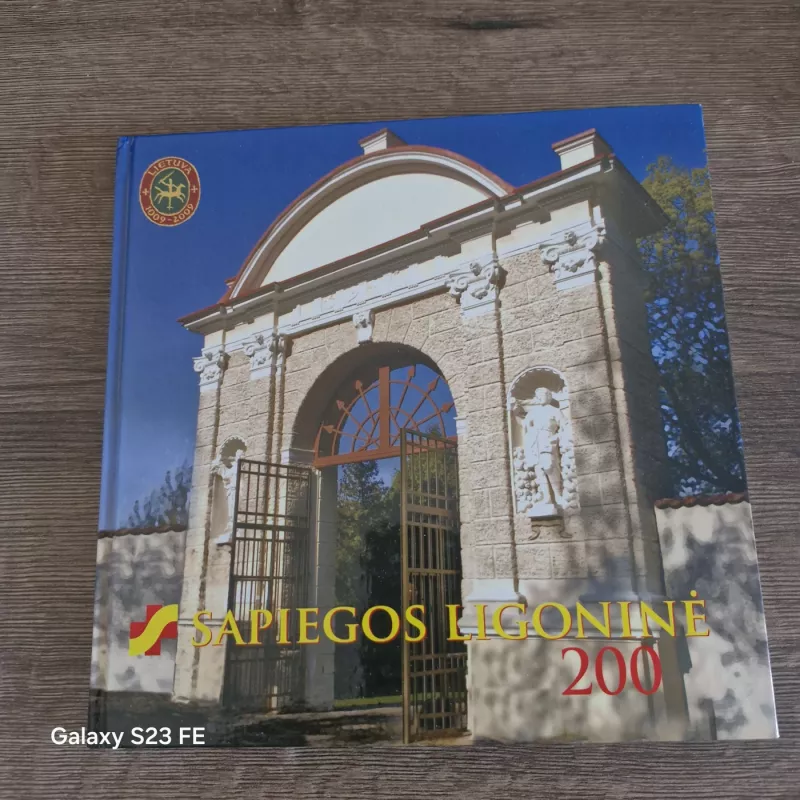 LIETUVA
1009-2009
SAPIEGOS LIGONINĖ
200
Galaxy S23 FE